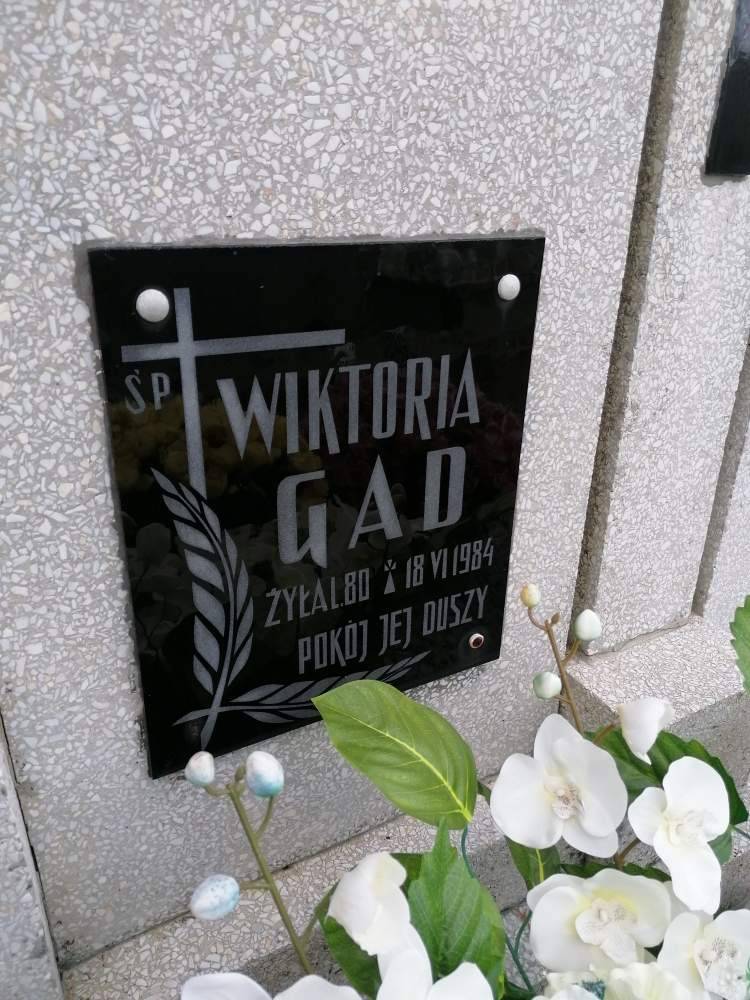 ŚP
WIKTORIA
GAD
ŻYŁA L.80 18 VI 1984
POKÓJ JEJ DUSZY